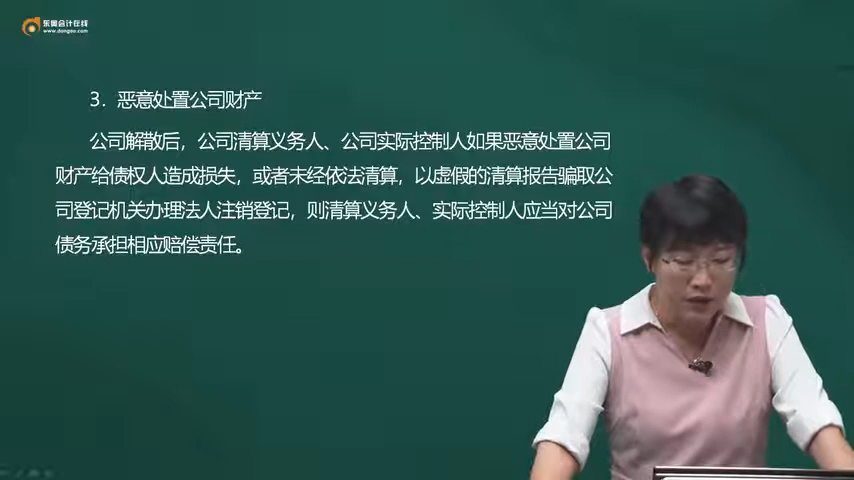 东奥会计在线
www.dongao.com
3．恶意处置公司财产
公司解散后，公司清算义务人、公司实际控制人如果恶意处置公司
财产给债权人造成损失，或者未经依法清算，以虚假的清算报告骗取公
司登记机关办理法人注销登记，则清算义务人、实际控制人应当对公司
债务承担相应赔偿责任。